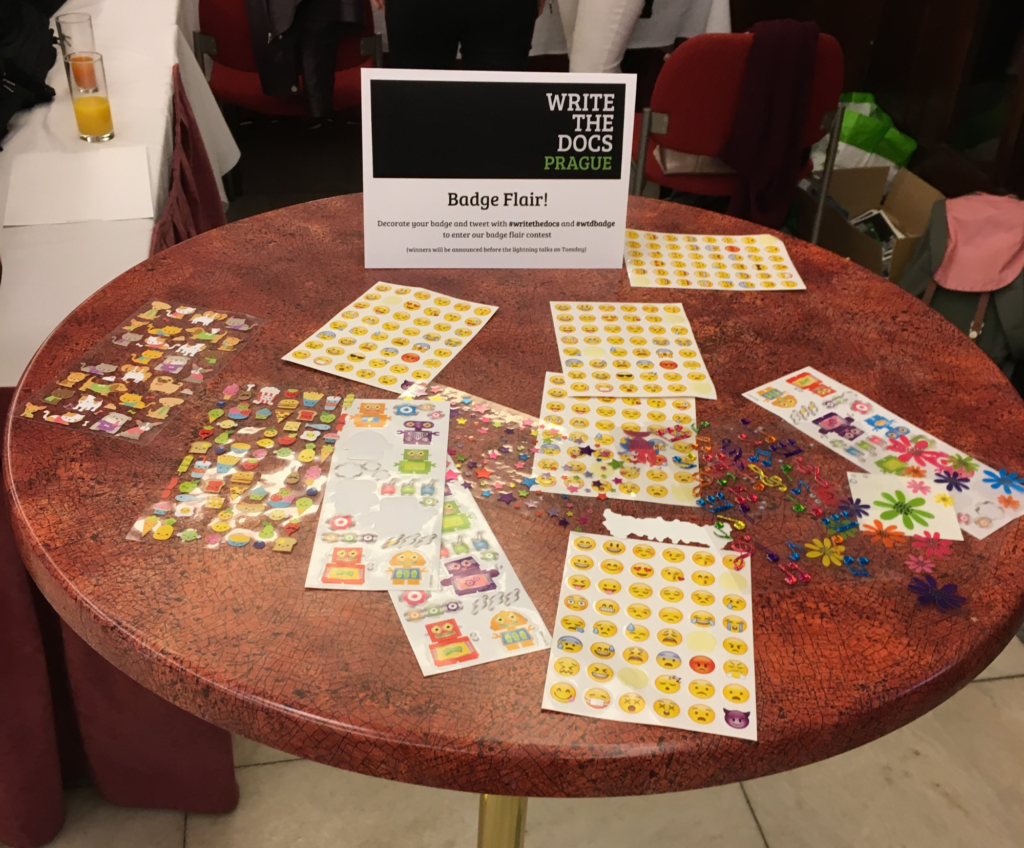 WRITE
THE
DOCS
PRAGUE
Badge Flair!
Decorate your badge and tweet with #writethedocs and #wtdbadge
to enter our badge flair contest
(winners will be announced before the lightning talks on Tuesday)